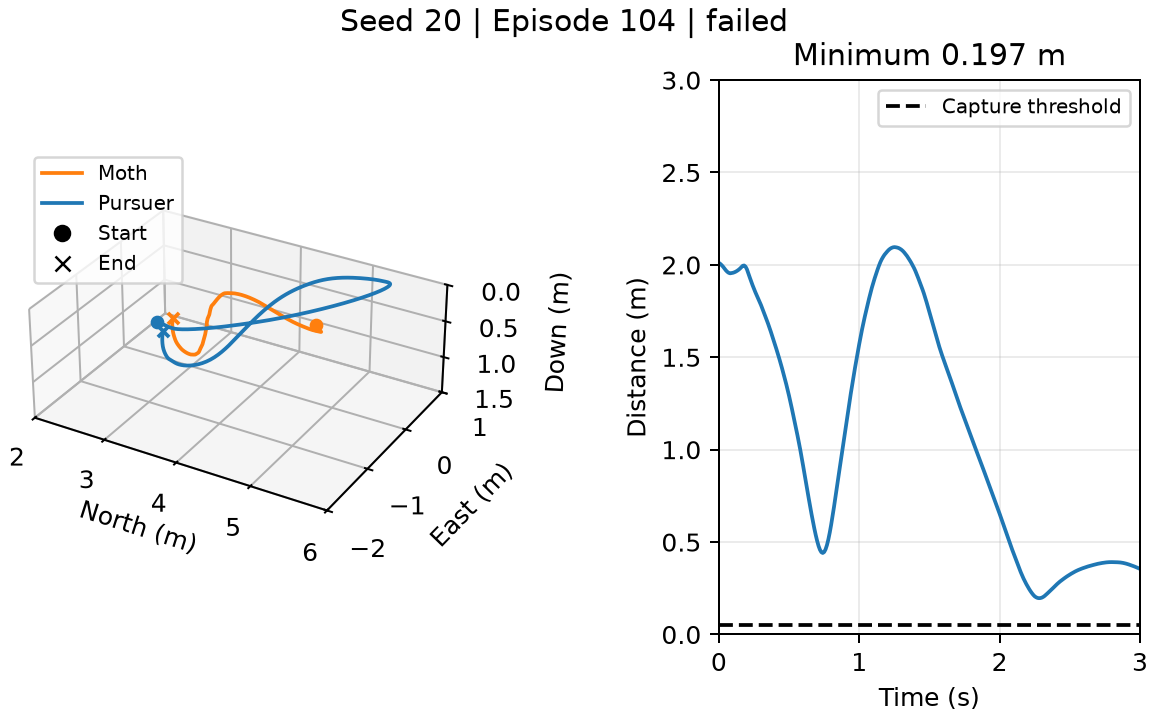 Seed 20 | Episode 104 | failed
Moth
Pursuer
Start
End
0.0
0.5
1.0
1.5
Down (m)
1
0
−1
−2
East (m)
2
3
4
5
6
North (m)
Minimum 0.197 m
Capture threshold
3.0
2.5
2.0
1.5
1.0
0.5
0.0
Distance (m)
0
1
2
3
Time (s)